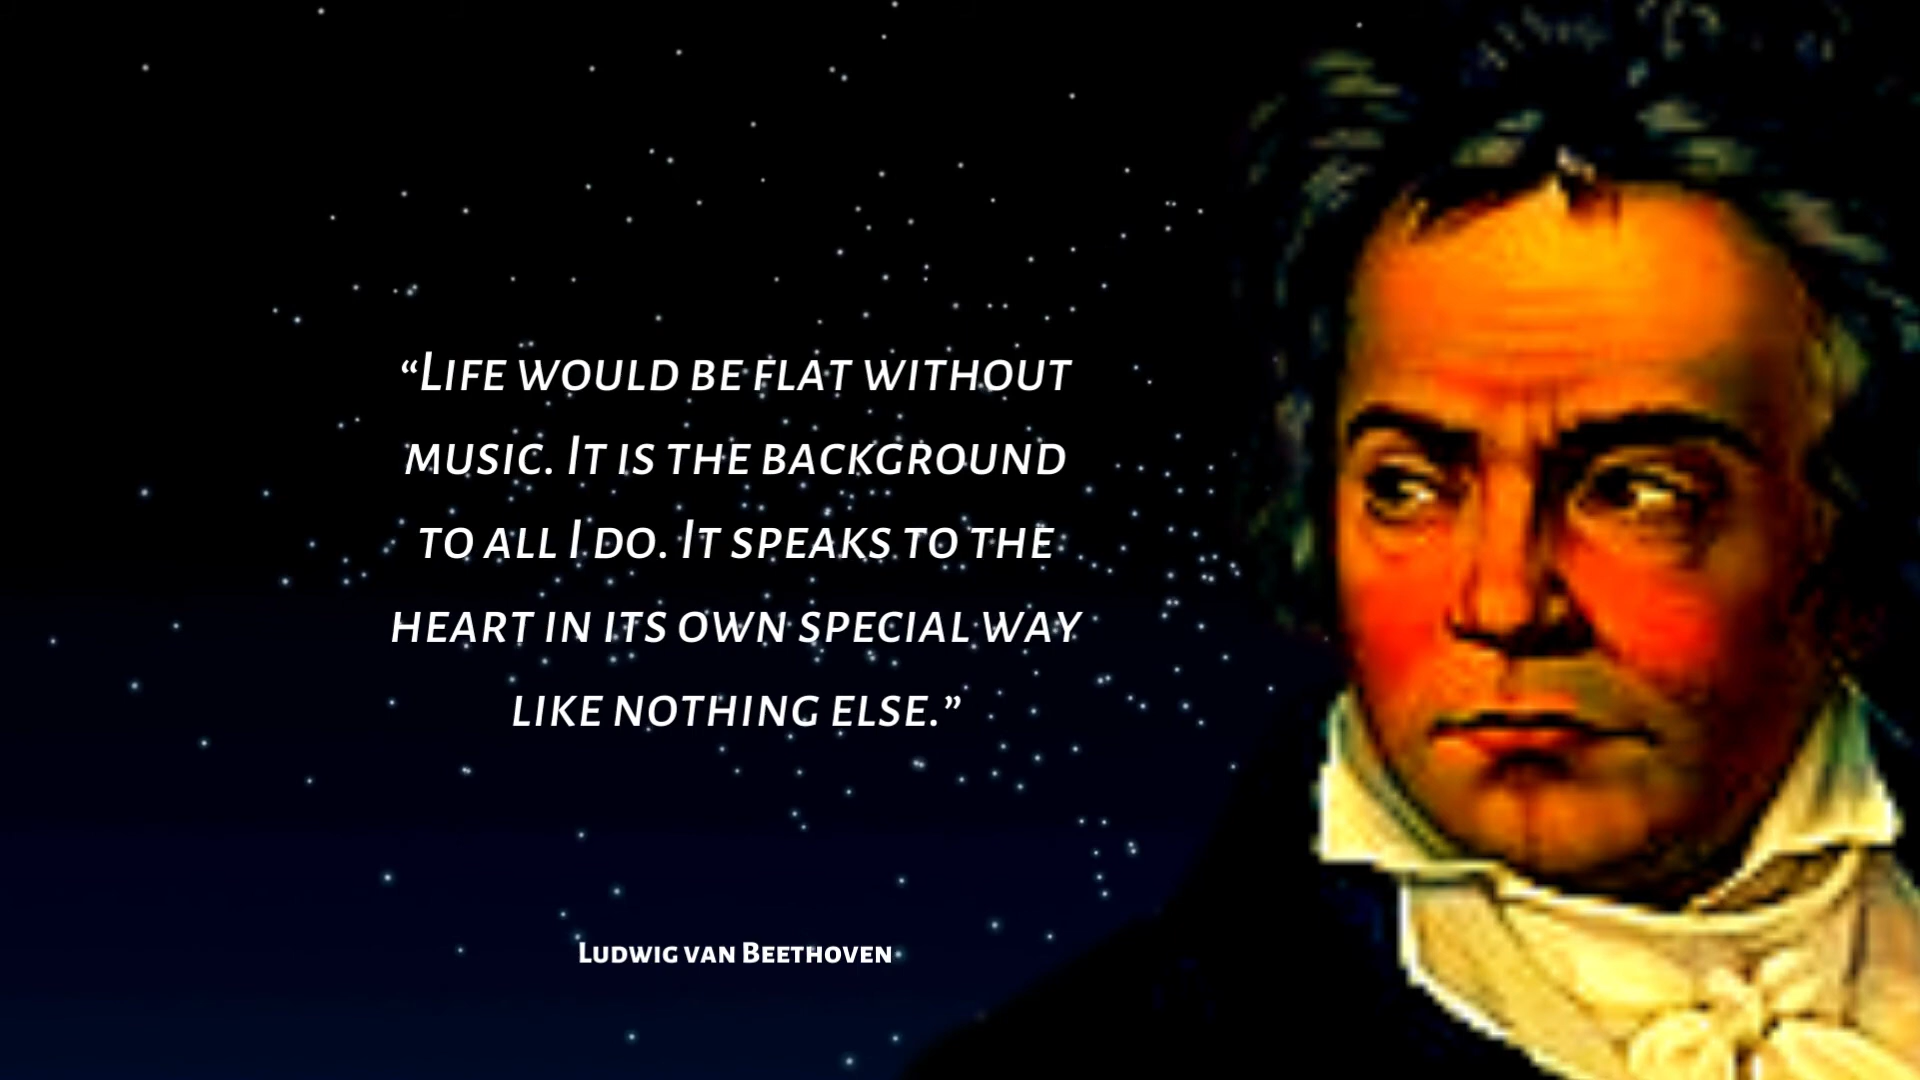 “Life would be flat without
music. It is the background
to all I do. It speaks to the
heart in its own special way
like nothing else.”
Ludwig van Beethoven